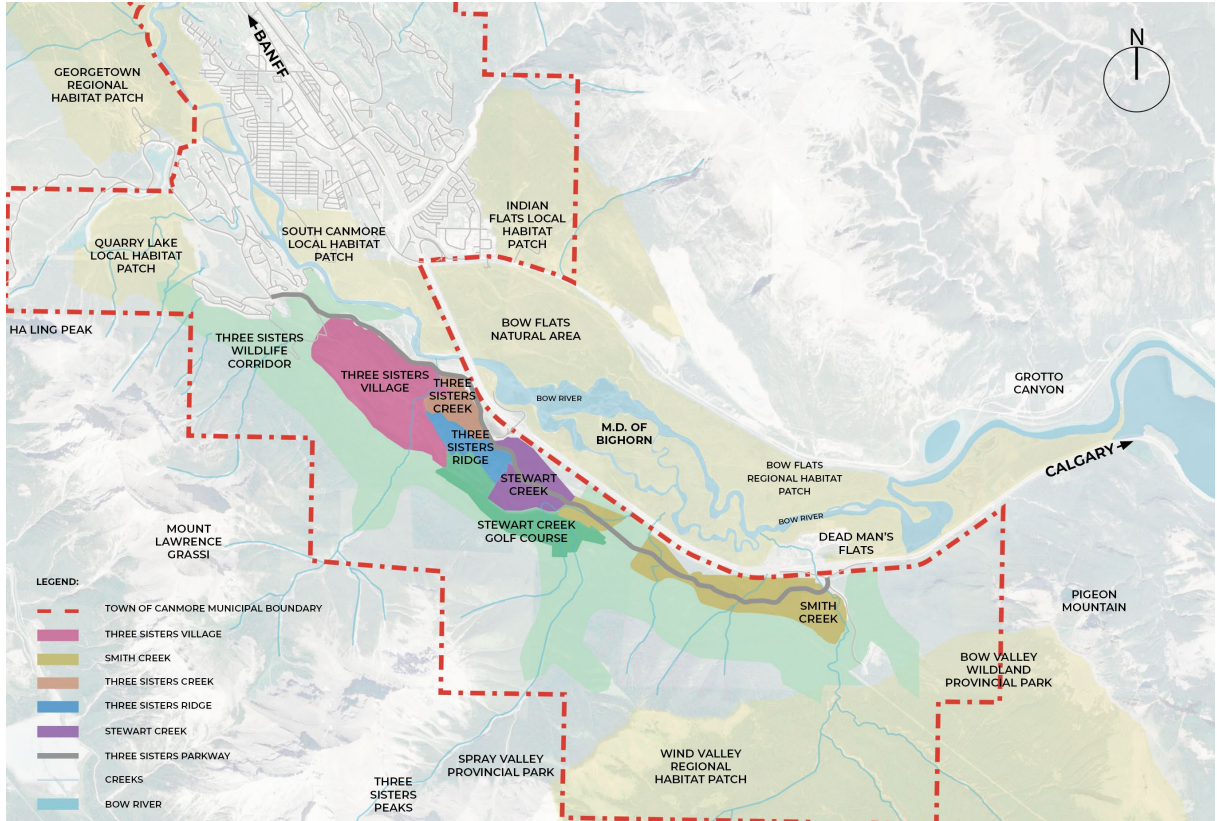 BANFF
N
GEORGETOWN
REGIONAL
HABITAT PATCH
INDIAN
FLATS LOCAL
HABITAT
PATCH
SOUTH CANMORE
LOCAL HABITAT
PATCH
QUARRY LAKE
LOCAL HABITAT
PATCH
HA LING PEAK
BOW FLATS
NATURAL AREA
THREE SISTERS
WILDLIFE
CORRIDOR
THREE SISTERS
VILLAGE
THREE
SISTERS
CREEK
GROTTO
CANYON
BOW RIVER
M.D. OF
BIGHORN
THREE
SISTERS
RIDGE
CALGARY
BOW FLATS
REGIONAL HABITAT
PATCH
STEWART
CREEK
BOW RIVER
STEWART CREEK
GOLF COURSE
MOUNT
LAWRENCE
GRASSI
DEAD MAN'S
FLATS
PIGEON
MOUNTAIN
SMITH
CREEK
BOW VALLEY
WILDLAND
PROVINCIAL PARK
WIND VALLEY
REGIONAL
HABITAT PATCH
SPRAY VALLEY
PROVINCIAL PARK
THREE
SISTERS
PEAKS
LEGEND:
TOWN OF CANMORE MUNICIPAL BOUNDARY
THREE SISTERS VILLAGE
SMITH CREEK
THREE SISTERS CREEK
THREE SISTERS RIDGE
STEWART CREEK
THREE SISTERS PARKWAY
CREEKS
BOW RIVER